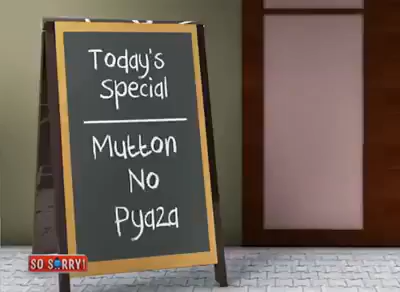 Today's
Special
Mutton
No
Pyaza
SO SORRY!